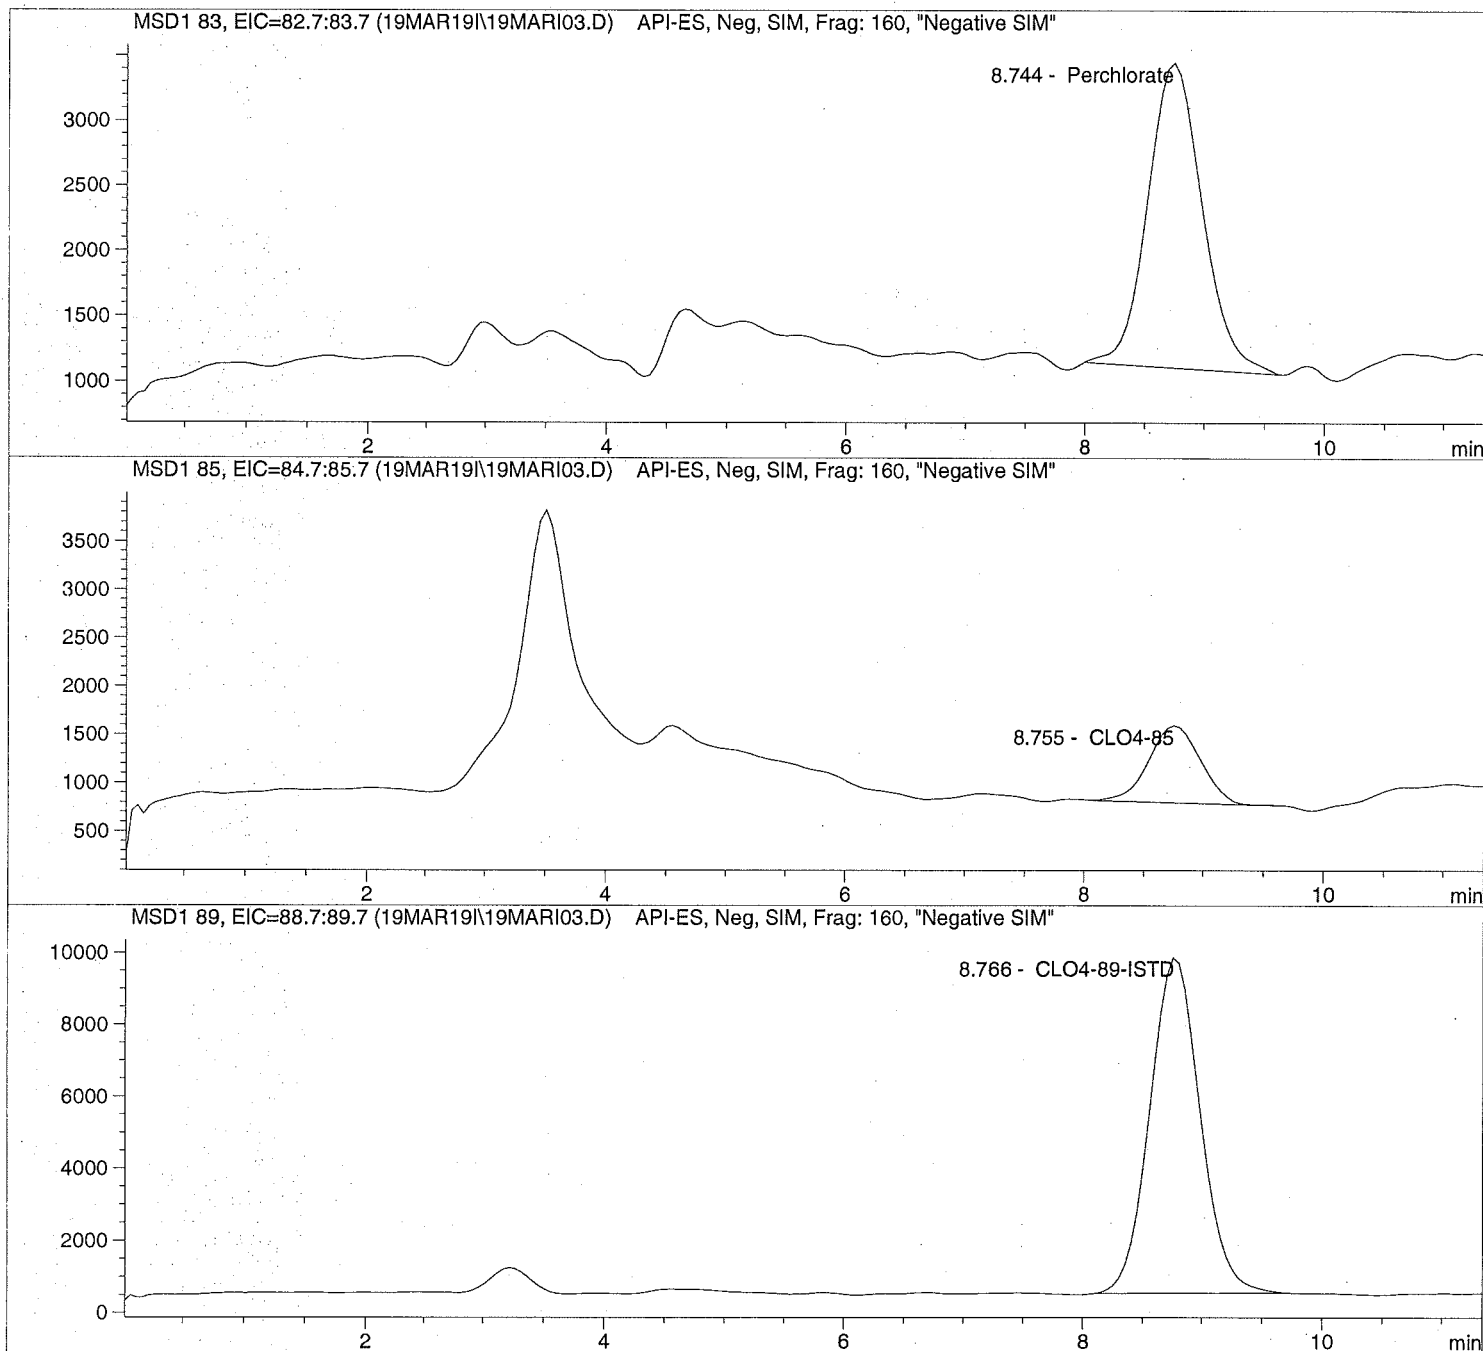 MSD1 83, EIC=82.7:83.7 (19MAR19I\19MARI03.D) API-ES, Neg, SIM, Frag: 160, "Negative SIM"
8.744 - Perchlorate
3000
2500
2000
1500
1000
2 4 6 8 10 min
MSD1 85, EIC=84.7:85.7 (19MAR19I\19MARI03.D) API-ES, Neg, SIM, Frag: 160, "Negative SIM"
3500
3000
2500
2000
1500
8.755 - CLO4-85
1000
500
2 4 6 8 10 min
MSD1 89, EIC=88.7:89.7 (19MAR19I\19MARI03.D) API-ES, Neg, SIM, Frag: 160, "Negative SIM"
10000
8.766 - CLO4-89-ISTD
8000
6000
4000
2000
0
2 4 6 8 10 min